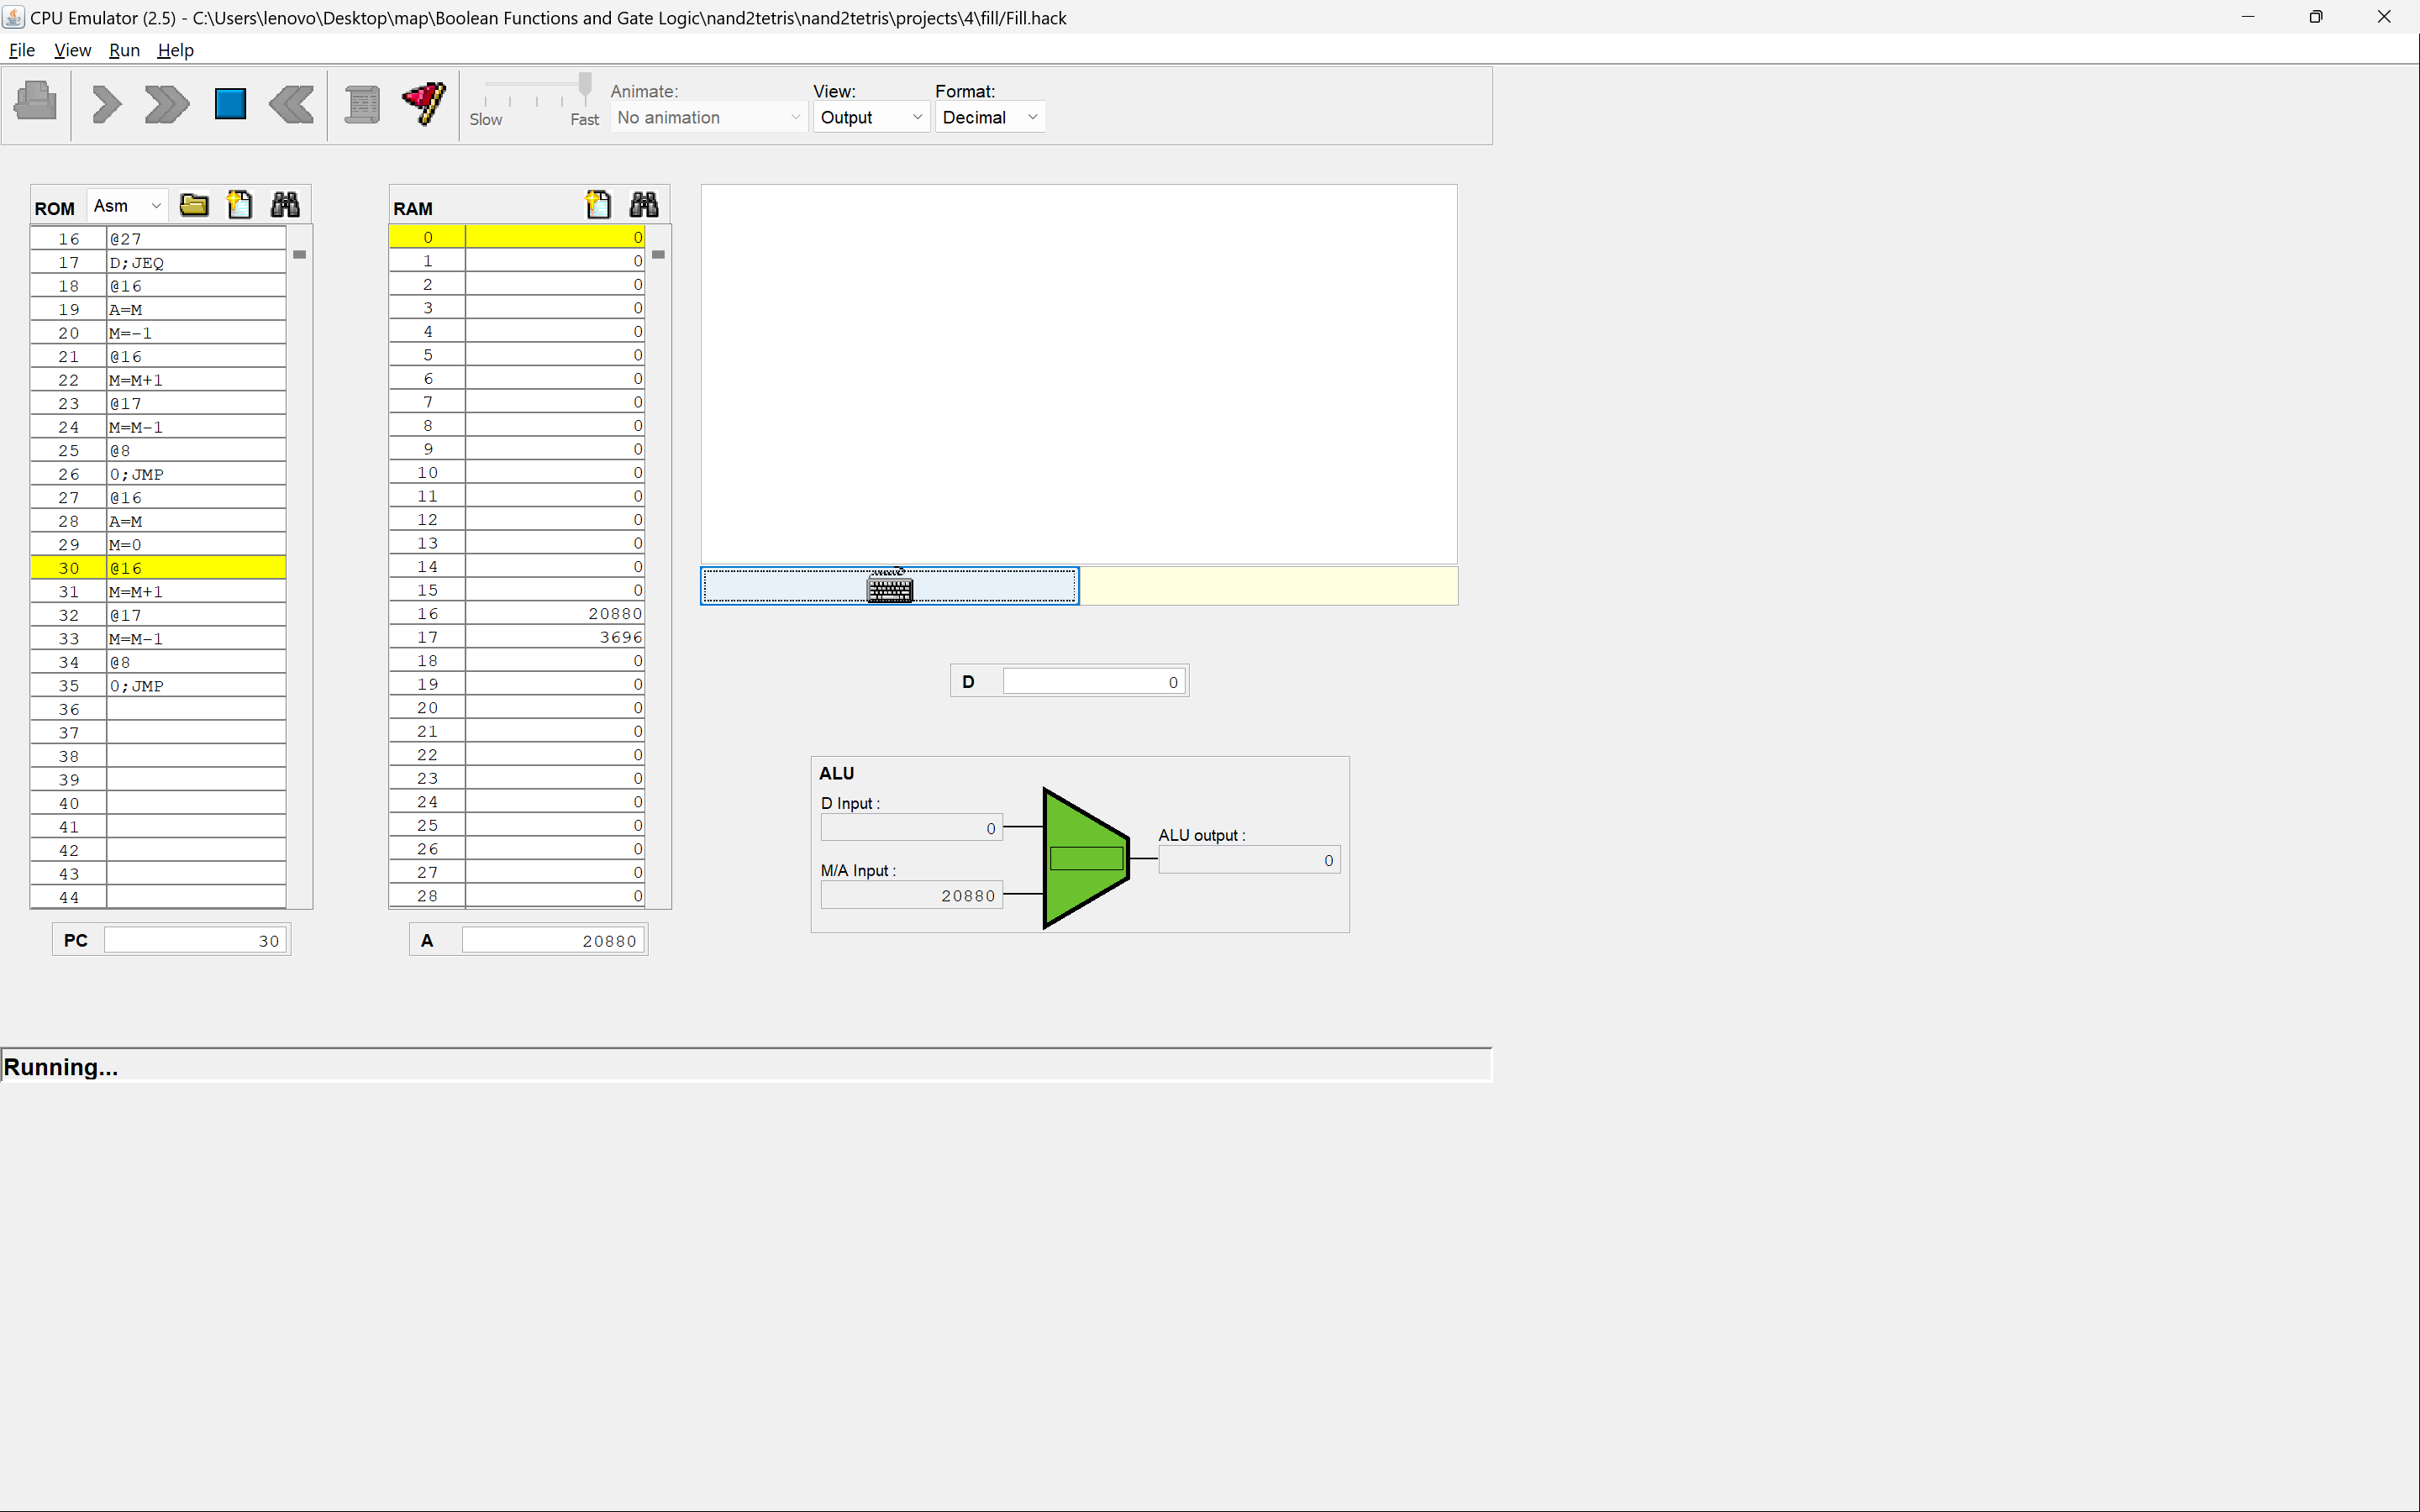 CPU Emulator (2.5) - C:\Users\lenovo\Desktop\map\Boolean Functions and Gate Logic\nand2tetris\nand2tetris\projects\4\fill/Fill.hack
File View Run Help
Slow Fast
Animate:
No animation
View:
Output
Format:
Decimal
ROM Asm
16 @27
17 D;JEQ
18 @16
19 A=M
20 M=-1
21 @16
22 M=M+1
23 @17
24 M=M-1
25 @8
26 0;JMP
27 @16
28 A=M
29 M=0
30 @16
31 M=M+1
32 @17
33 M=M-1
34 @8
35 0;JMP
36
37
38
39
40
41
42
43
44
PC 30
RAM
0 0
1 0
2 0
3 0
4 0
5 0
6 0
7 0
8 0
9 0
10 0
11 0
12 0
13 0
14 0
15 0
16 20880
17 3696
18 0
19 0
20 0
21 0
22 0
23 0
24 0
25 0
26 0
27 0
28 0
A 20880
D 0
ALU
D Input :
0
M/A Input :
20880
ALU output :
0
Running...